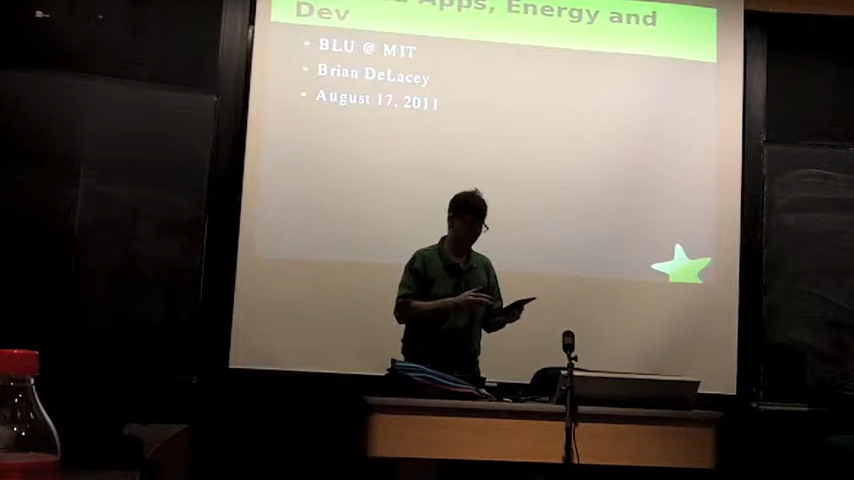 Apps, Energy and
Dev
BLU @ MIT
Brian DeLacey
August 17, 2011